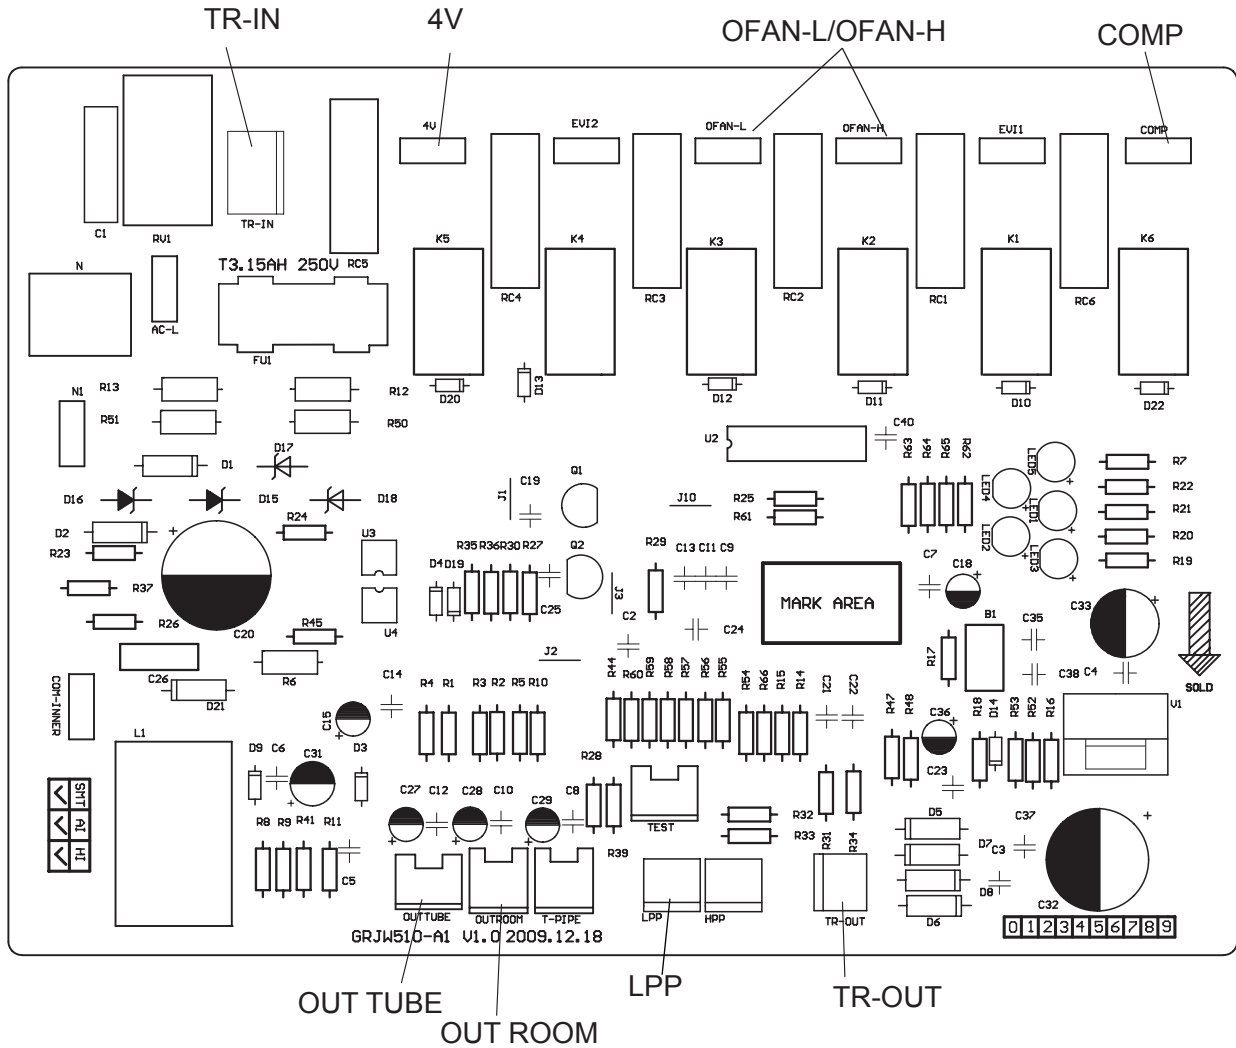 TR-IN 4V OFAN-L/OFAN-H COMP
4V EVI2 OFAN-L OFAN-H EVI1 COMP
C1 RV1 TR-IN
K5 K4 K3 K2 K1 K6
N T3.15AH 250V RC5
RC4 RC3 RC2 RC1 RC6
AC-L
FU1
R13 R12 D20 D13 D12 D11 D10 D22
N1 R51 R50
U2 C40 R63 R64 R65 R62
D1 D17 LED5 R7
D16 D15 D18 J1 C19 Q1 J10 R25 LED4 R22
R61 LED1 R21
D2 R24 U3 LED2 R20
R23 R35 R36 R30 R27 Q2 R29 C13 C11 C9 C7 C18 LED3 R19
D4 D19
R37 J3 MARK AREA C33
C25 C2 C24 B1 C35
R26 C20 R45 U4
J2 R17
COM-INNER C26 R6 C14 R44 R60 R59 R58 R57 R56 R55 R54 R66 R15 R14 C21 C22 C38 C4 SOLD
D21 R4 R1 R3 R2 R5 R10
C15 R47 R48 C36 R18 D14 R53 R52 R16 V1
L1 D9 C6 C31 D3 R28
C23
SMT AI HI C27 C12 C28 C10 C29 C8
R8 R9 R41 R11 TEST R32 D5 C37
R33 R31 R34 D7 C3
C5 R39 D8
C32
OUTTUBE OUTROOM T-PIPE LPP HPP TR-OUT D6
0 1 2 3 4 5 6 7 8 9
GRJW510-A1 V1.0 2009.12.18
OUT TUBE LPP TR-OUT
OUT ROOM